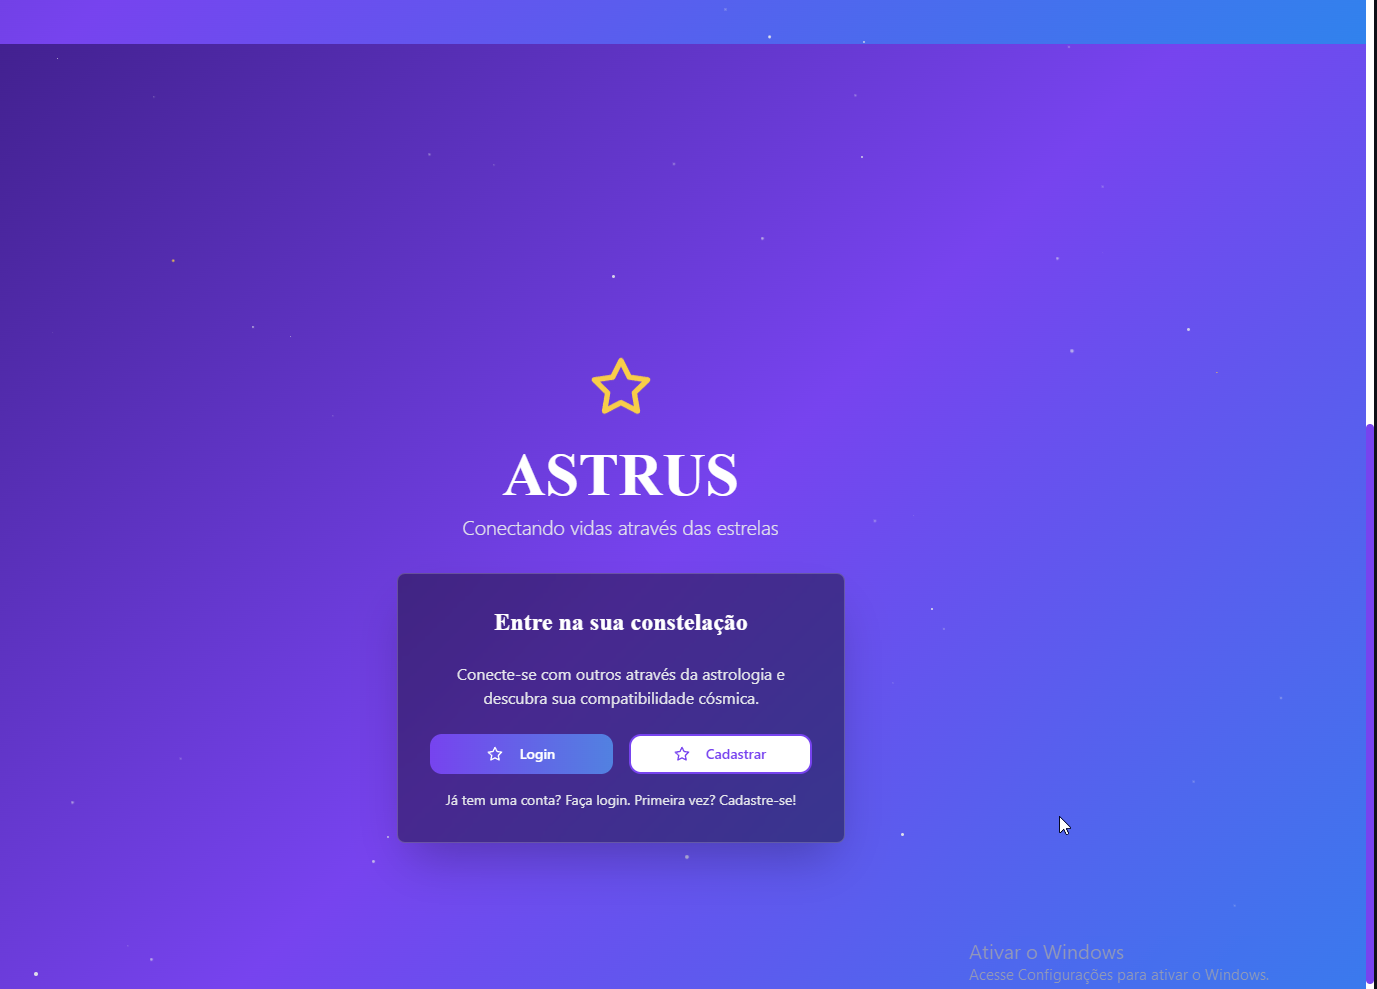 ASTRUS
Conectando vidas através das estrelas
Entre na sua constelação
Conecte-se com outros através da astrologia e
descubra sua compatibilidade cósmica.
Login
Cadastrar
Já tem uma conta? Faça login. Primeira vez? Cadastre-se!
Ativar o Windows
Acesse Configurações para ativar o Windows.